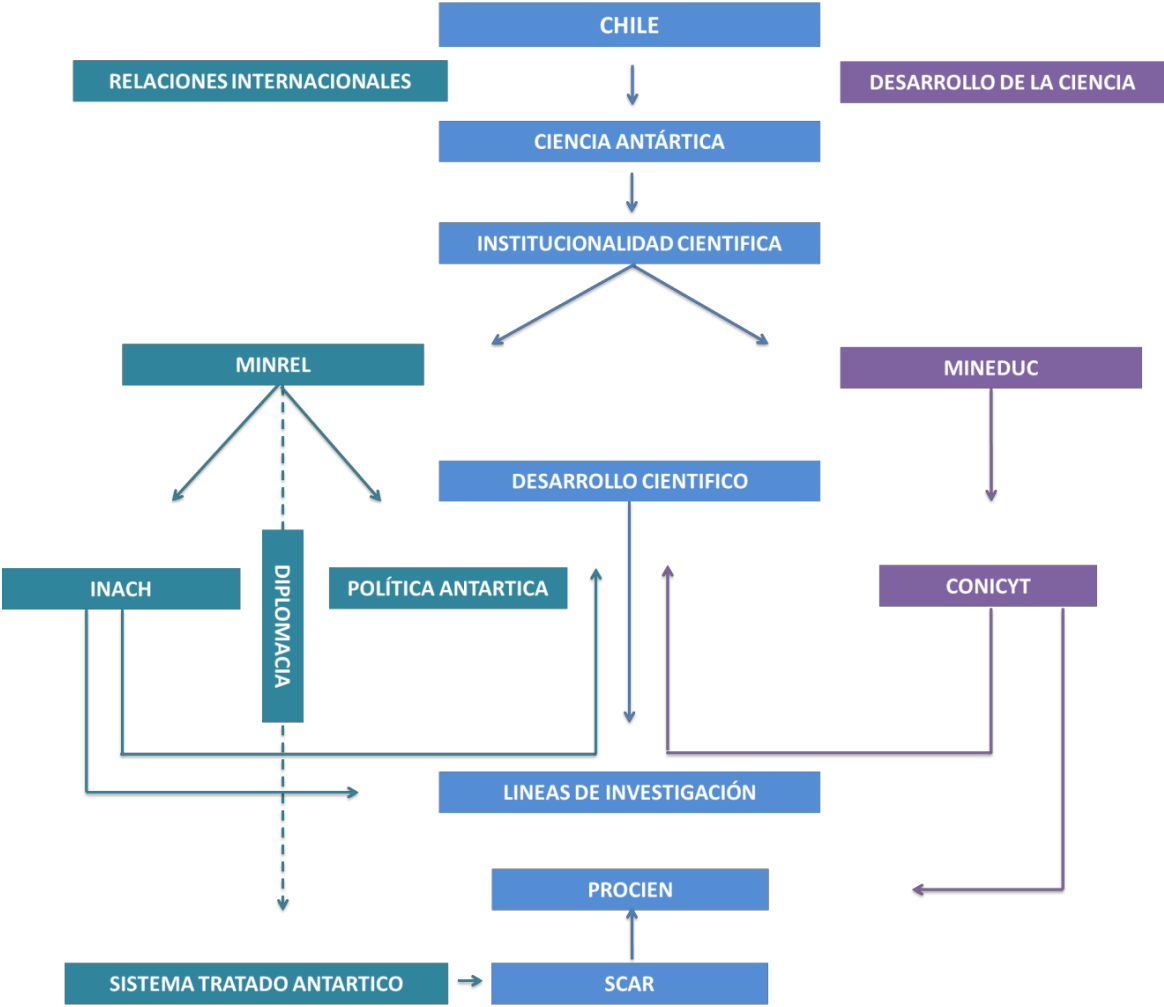 CHILE
RELACIONES INTERNACIONALES
DESARROLLO DE LA CIENCIA
CIENCIA ANTÁRTICA
INSTITUCIONALIDAD CIENTIFICA
MINREL
MINEDUC
DESARROLLO CIENTIFICO
INACH
DIPLOMACIA
POLÍTICA ANTARTICA
CONICYT
LINEAS DE INVESTIGACIÓN
PROCIEN
SISTEMA TRATADO ANTARTICO
SCAR